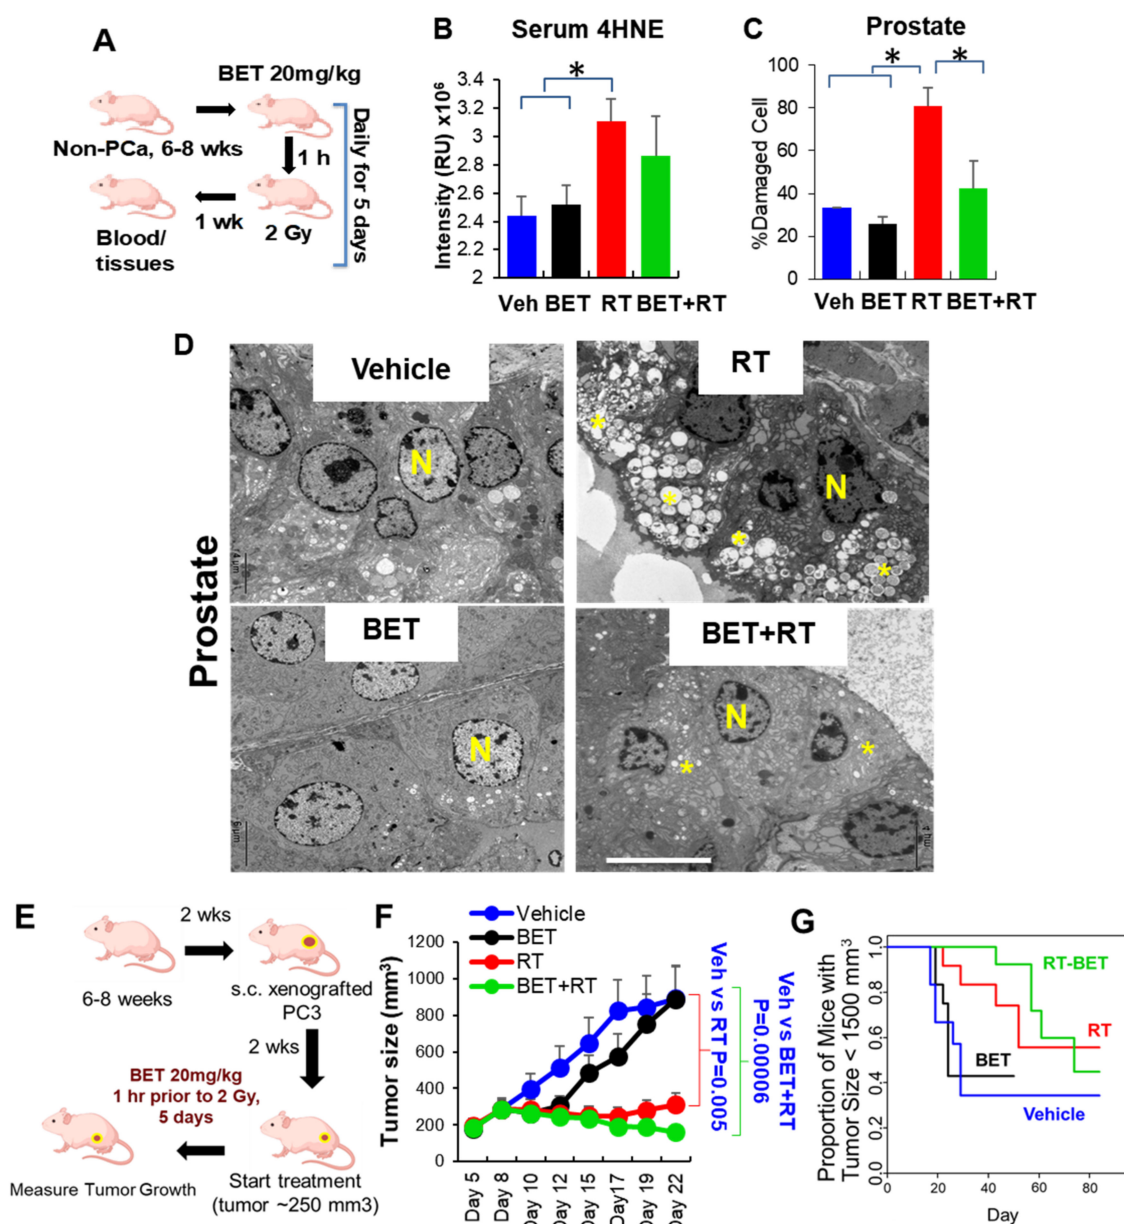 A
BET 20mg/kg
Non-PCa, 6-8 wks
1 h
Daily for 5 days
1 wk
2 Gy
Blood/
tissues
B
Serum 4HNE
Intensity (RU) x10⁶
3.4
3.2
3
2.8
2.6
2.4
2.2
2
*
Veh BET RT BET+RT
C
Prostate
%Damaged Cell
100
80
60
40
20
0
* *
Veh BET RT BET+RT
D
Prostate
Vehicle
N
RT
N
*
*
*
*
BET
N
BET+RT
N
*
*
E
2 wks
6-8 weeks
s.c. xenografted
PC3
2 wks
BET 20mg/kg
1 hr prior to 2 Gy,
5 days
Measure Tumor Growth
Start treatment
(tumor ~250 mm3)
F
Vehicle
BET
RT
BET+RT
Tumor size (mm³)
1200
1000
800
600
400
200
0
Day 5
Day 8
Day 10
Day 12
Day 15
Day17
Day 19
Day 22
Veh vs RT P=0.005
Veh vs BET+RT
P=0.00006
G
Proportion of Mice with
Tumor Size < 1500 mm³
1.0
0.8
0.6
0.4
0.2
0.0
RT-BET
RT
BET
Vehicle
0 20 40 60 80
Day